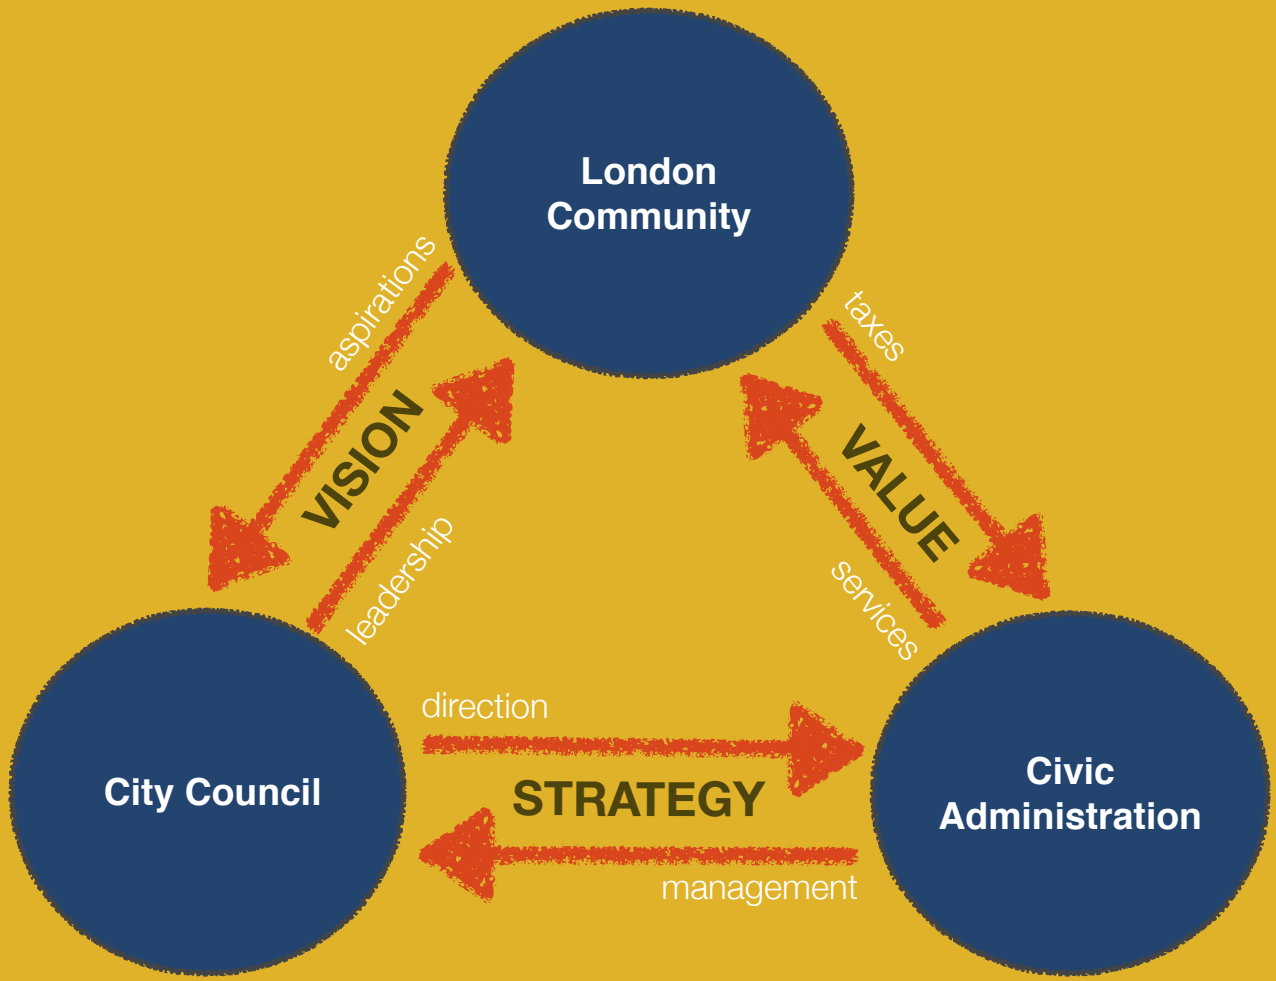 London
Community
aspirations
taxes
VISION
VALUE
leadership
services
direction
City Council
STRATEGY
Civic
Administration
management